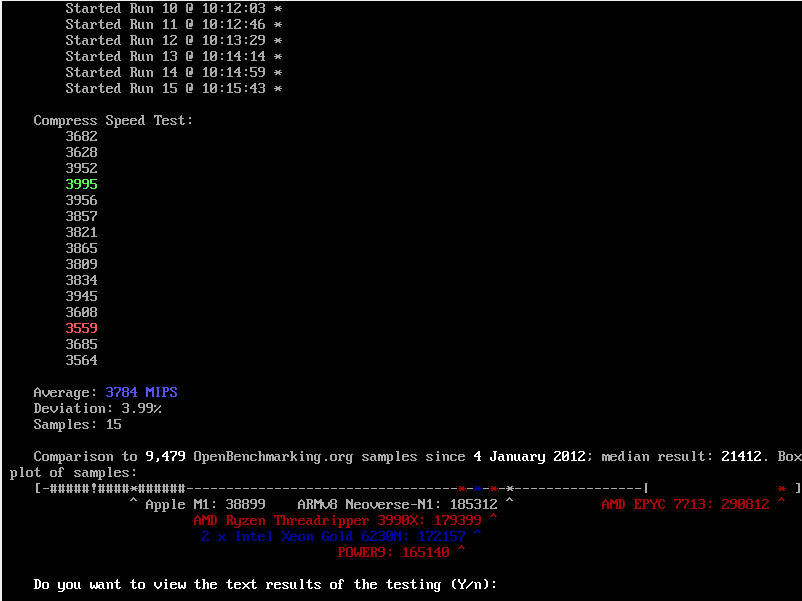 Started Run 10 @ 10:12:03 *
Started Run 11 @ 10:12:46 *
Started Run 12 @ 10:13:29 *
Started Run 13 @ 10:14:14 *
Started Run 14 @ 10:14:59 *
Started Run 15 @ 10:15:43 *
Compress Speed Test:
3682
3628
3952
3995
3956
3857
3821
3865
3809
3834
3945
3608
3559
3685
3564
Average: 3784 MIPS
Deviation: 3.99%
Samples: 15
Comparison to 9,479 OpenBenchmarking.org samples since 4 January 2012; median result: 21412. Box
plot of samples:
[-#####!####*######----------------------------------*-*-*-*----------------| * ]
^ Apple M1: 38899 ARMv8 Neoverse-N1: 185312 ^ AMD EPYC 7713: 290812 ^
AMD Ryzen Threadripper 3990X: 179399 ^
2 x Intel Xeon Gold 6230N: 172157 ^
POWER9: 165140 ^
Do you want to view the text results of the testing (Y/n):